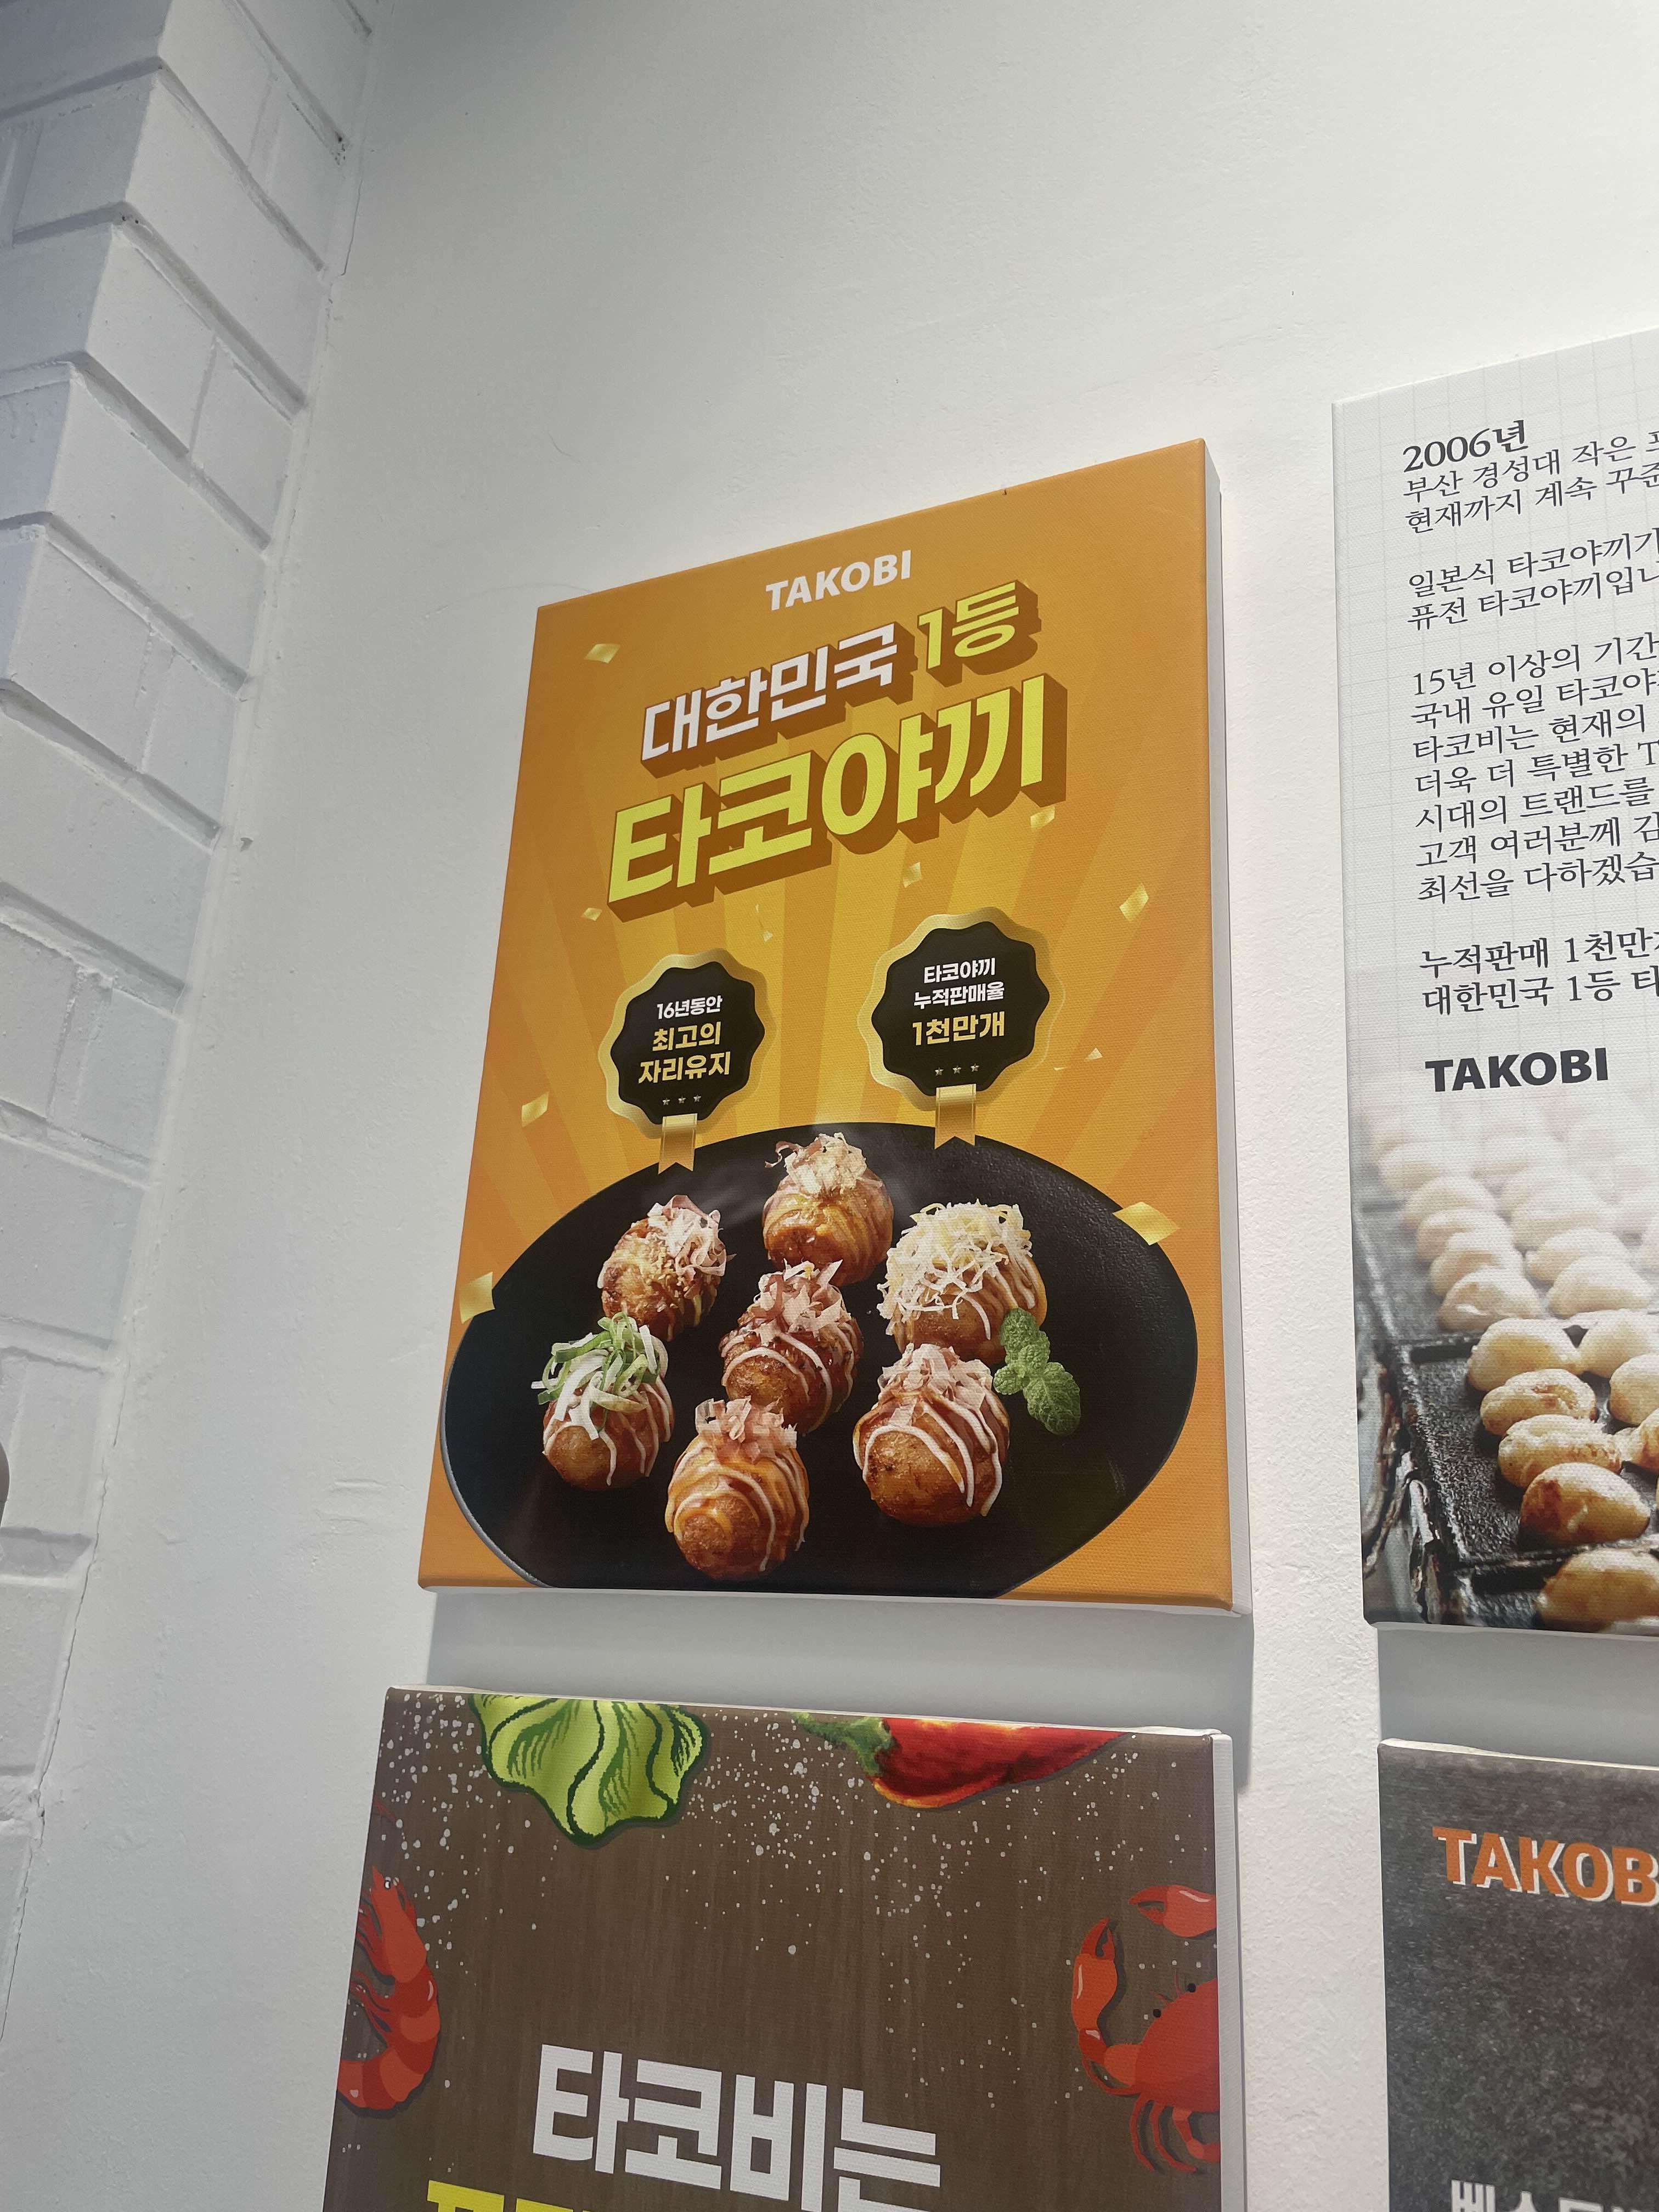 TAKOBI
대한민국 1등
타코야끼
16년동안
최고의
자리유지
타코야끼
누적판매율
1천만개
2006년
부산 경성대 작은
현재까지 계속 꾸준
일본식 타코야끼가
퓨전 타코야끼입니
15년 이상의 기간
국내 유일 타코야
타코비는 현재의
더욱 더 특별한 T
시대의 트랜드를
고객 여러분께 감
최선을 다하겠습
누적판매 1천만
대한민국 1등 타
TAKOBI
타코비는
TAKOB